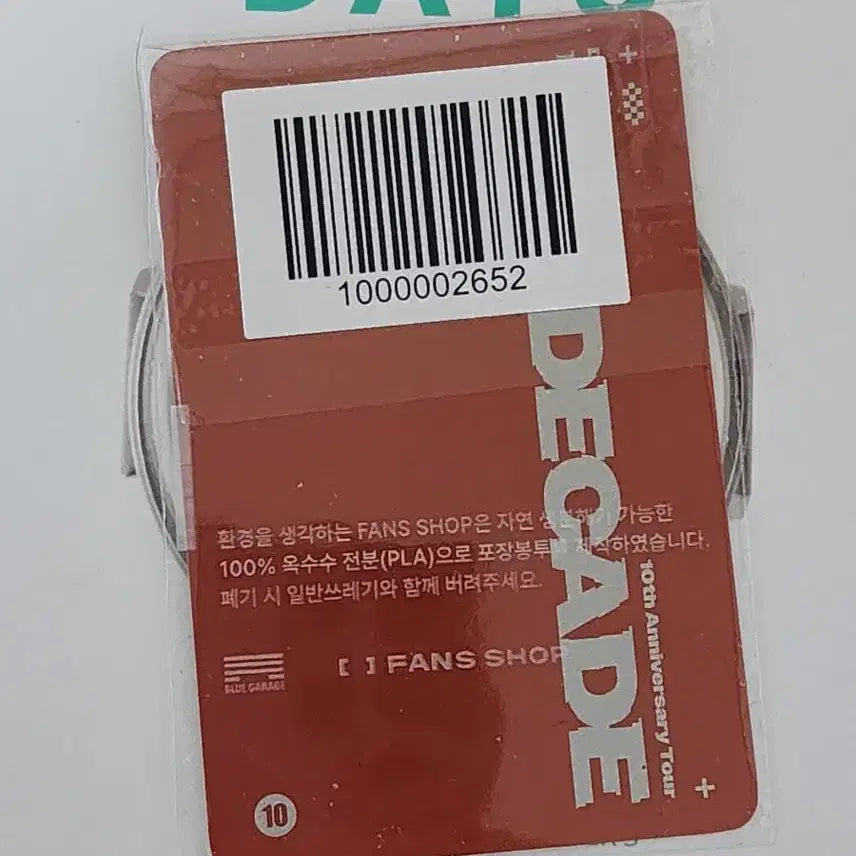 1000002652
DECADE
10th Anniversary Tour
환경을 생각하는 FANS SHOP은 자연 생분해가 가능한
100% 옥수수 전분(PLA)으로 포장봉투를 제작하였습니다.
폐기 시 일반쓰레기와 함께 버려주세요.
BLUE GARAGE
[ ] FANS SHOP
10